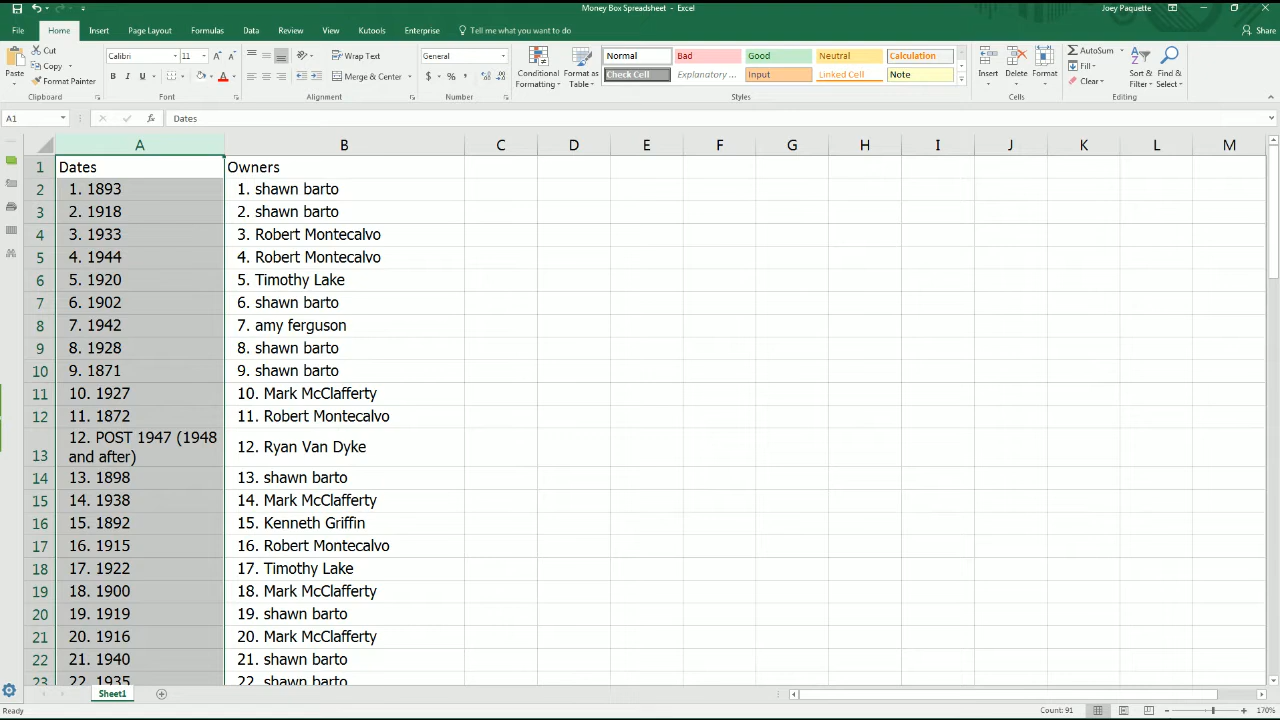 Money Box Spreadsheet - Excel
Joey Paquette
File Home Insert Page Layout Formulas Data Review View Kutools Enterprise Tell me what you want to do Share
Paste
Cut
Copy
Format Painter
Clipboard
Calibri 11
B I U
Font
Wrap Text
Merge & Center
Alignment
General
$ % ,
Number
Conditional Formatting
Format as Table
Normal Bad Good Neutral Calculation
Check Cell Explanatory ... Input Linked Cell Note
Styles
Insert Delete Format
Cells
AutoSum
Fill
Clear
Sort & Filter
Find & Select
Editing
A1 fx Dates
A B C D E F G H I J K L M
1 Dates Owners
2 1. 1893 1. shawn barto
3 2. 1918 2. shawn barto
4 3. 1933 3. Robert Montecalvo
5 4. 1944 4. Robert Montecalvo
6 5. 1920 5. Timothy Lake
7 6. 1902 6. shawn barto
8 7. 1942 7. amy ferguson
9 8. 1928 8. shawn barto
10 9. 1871 9. shawn barto
11 10. 1927 10. Mark McClafferty
12 11. 1872 11. Robert Montecalvo
13 12. POST 1947 (1948
and after) 12. Ryan Van Dyke
14 13. 1898 13. shawn barto
15 14. 1938 14. Mark McClafferty
16 15. 1892 15. Kenneth Griffin
17 16. 1915 16. Robert Montecalvo
18 17. 1922 17. Timothy Lake
19 18. 1900 18. Mark McClafferty
20 19. 1919 19. shawn barto
21 20. 1916 20. Mark McClafferty
22 21. 1940 21. shawn barto
23 22. 1935 22. shawn barto
Sheet1
Ready Count: 91 170%